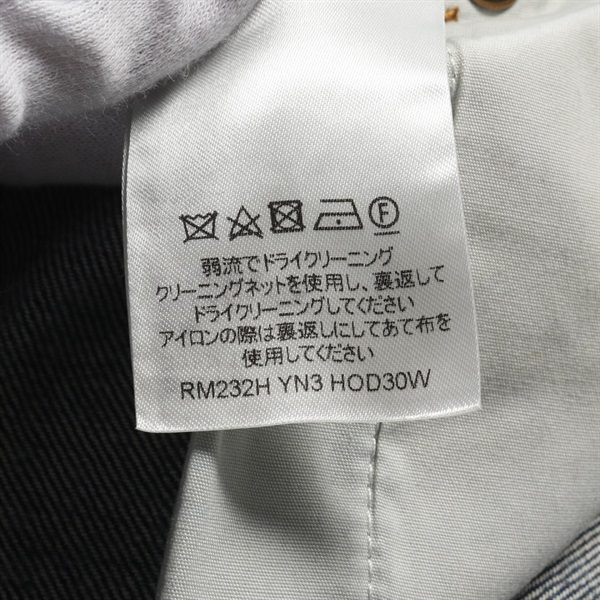 F
弱流でドライクリーニング
クリーニングネットを使用し、裏返して
ドライクリーニングしてください
アイロンの際は裏返しにしてあて布を
使用してください
RM232H YN3 HOD30W